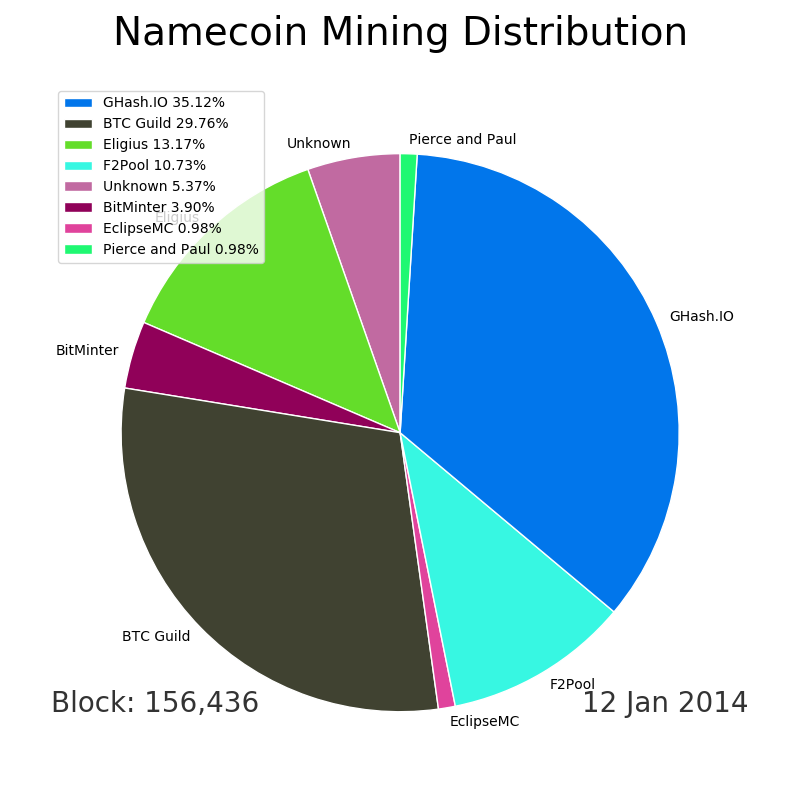 Namecoin Mining Distribution
GHash.IO 35.12%
BTC Guild 29.76%
Eligius 13.17%
F2Pool 10.73%
Unknown 5.37%
BitMinter 3.90%
EclipseMC 0.98%
Pierce and Paul 0.98%
Unknown
Pierce and Paul
Eligius
GHash.IO
BitMinter
BTC Guild
F2Pool
EclipseMC
Block: 156,436
12 Jan 2014